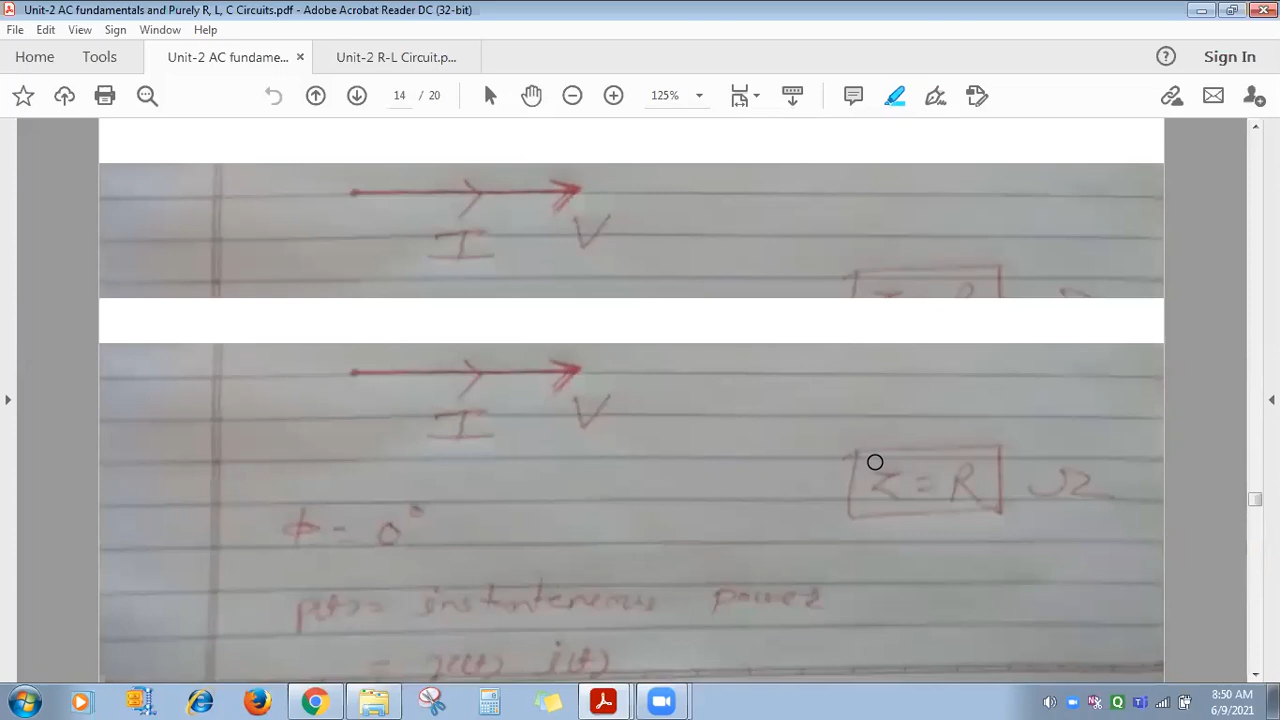 Unit-2 AC fundamentals and Purely R, L, C Circuits.pdf - Adobe Acrobat Reader DC (32-bit)
File Edit View Sign Window Help
Home Tools Unit-2 AC fundame... × Unit-2 R-L Circuit.p... Sign In
14 / 20 125%
I V
Z = R Ω
I V
Z = R Ω
φ = 0°
p(t) = instanteneous power
= v(t) i(t)
8:50 AM
6/9/2021